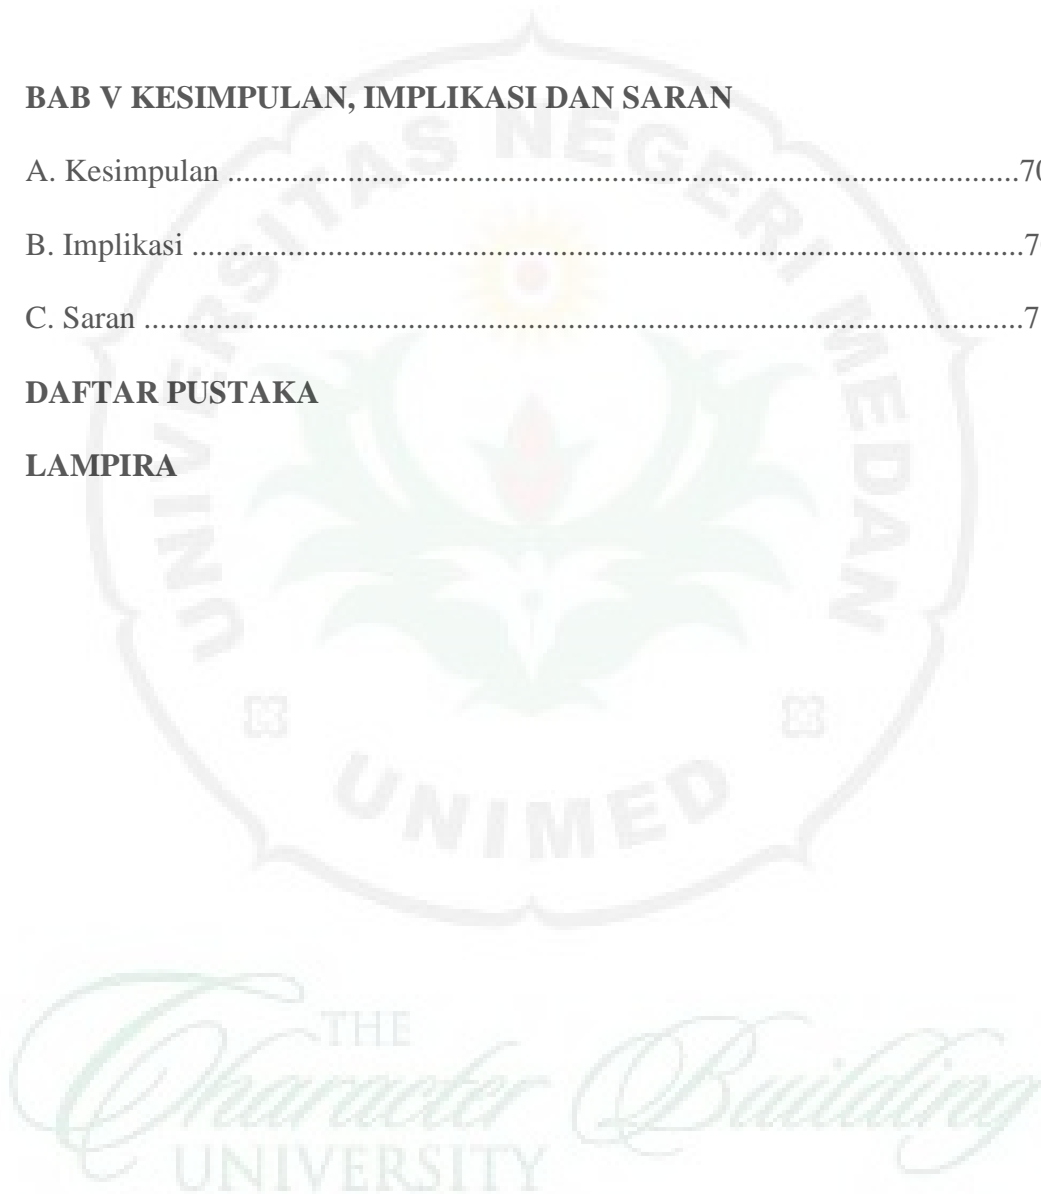 BAB V KESIMPULAN, IMPLIKASI DAN SARAN
A. Kesimpulan ....................................................................................................70
B. Implikasi .........................................................................................................7
C. Saran ...............................................................................................................7
DAFTAR PUSTAKA
LAMPIRA
UNIVERSITAS NEGERI MEDAN
UNIMED
THE
Character Building
UNIVERSITY